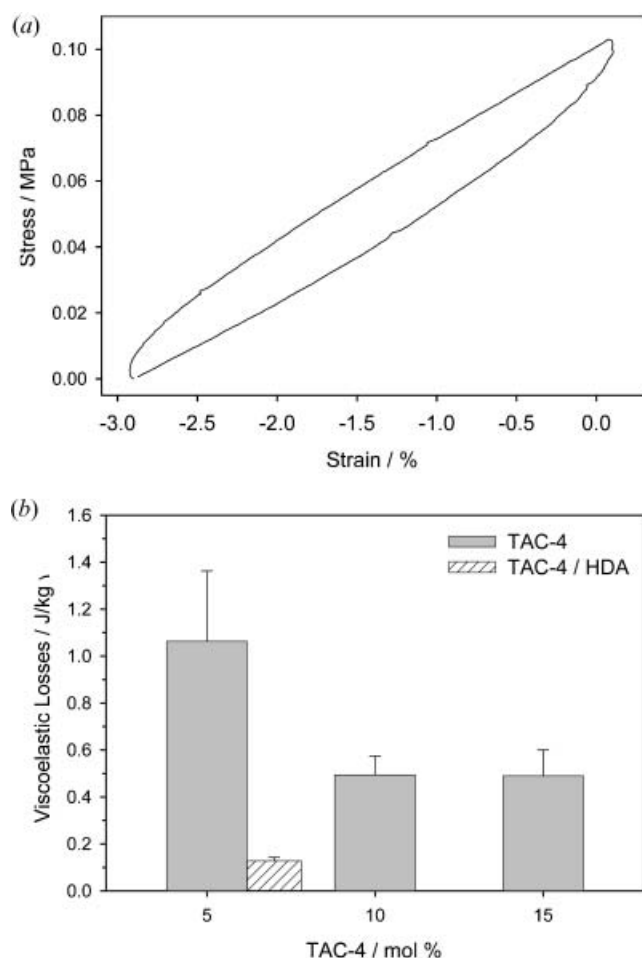 (a)
0.10
0.08
0.06
0.04
0.02
0.00
Stress / MPa
-3.0 -2.5 -2.0 -1.5 -1.0 -0.5 0.0
Strain / %
(b)
1.6
1.4
1.2
1.0
0.8
0.6
0.4
0.2
0.0
Viscoelastic Losses / J/kg
TAC-4
TAC-4 / HDA
5 10 15
TAC-4 / mol %